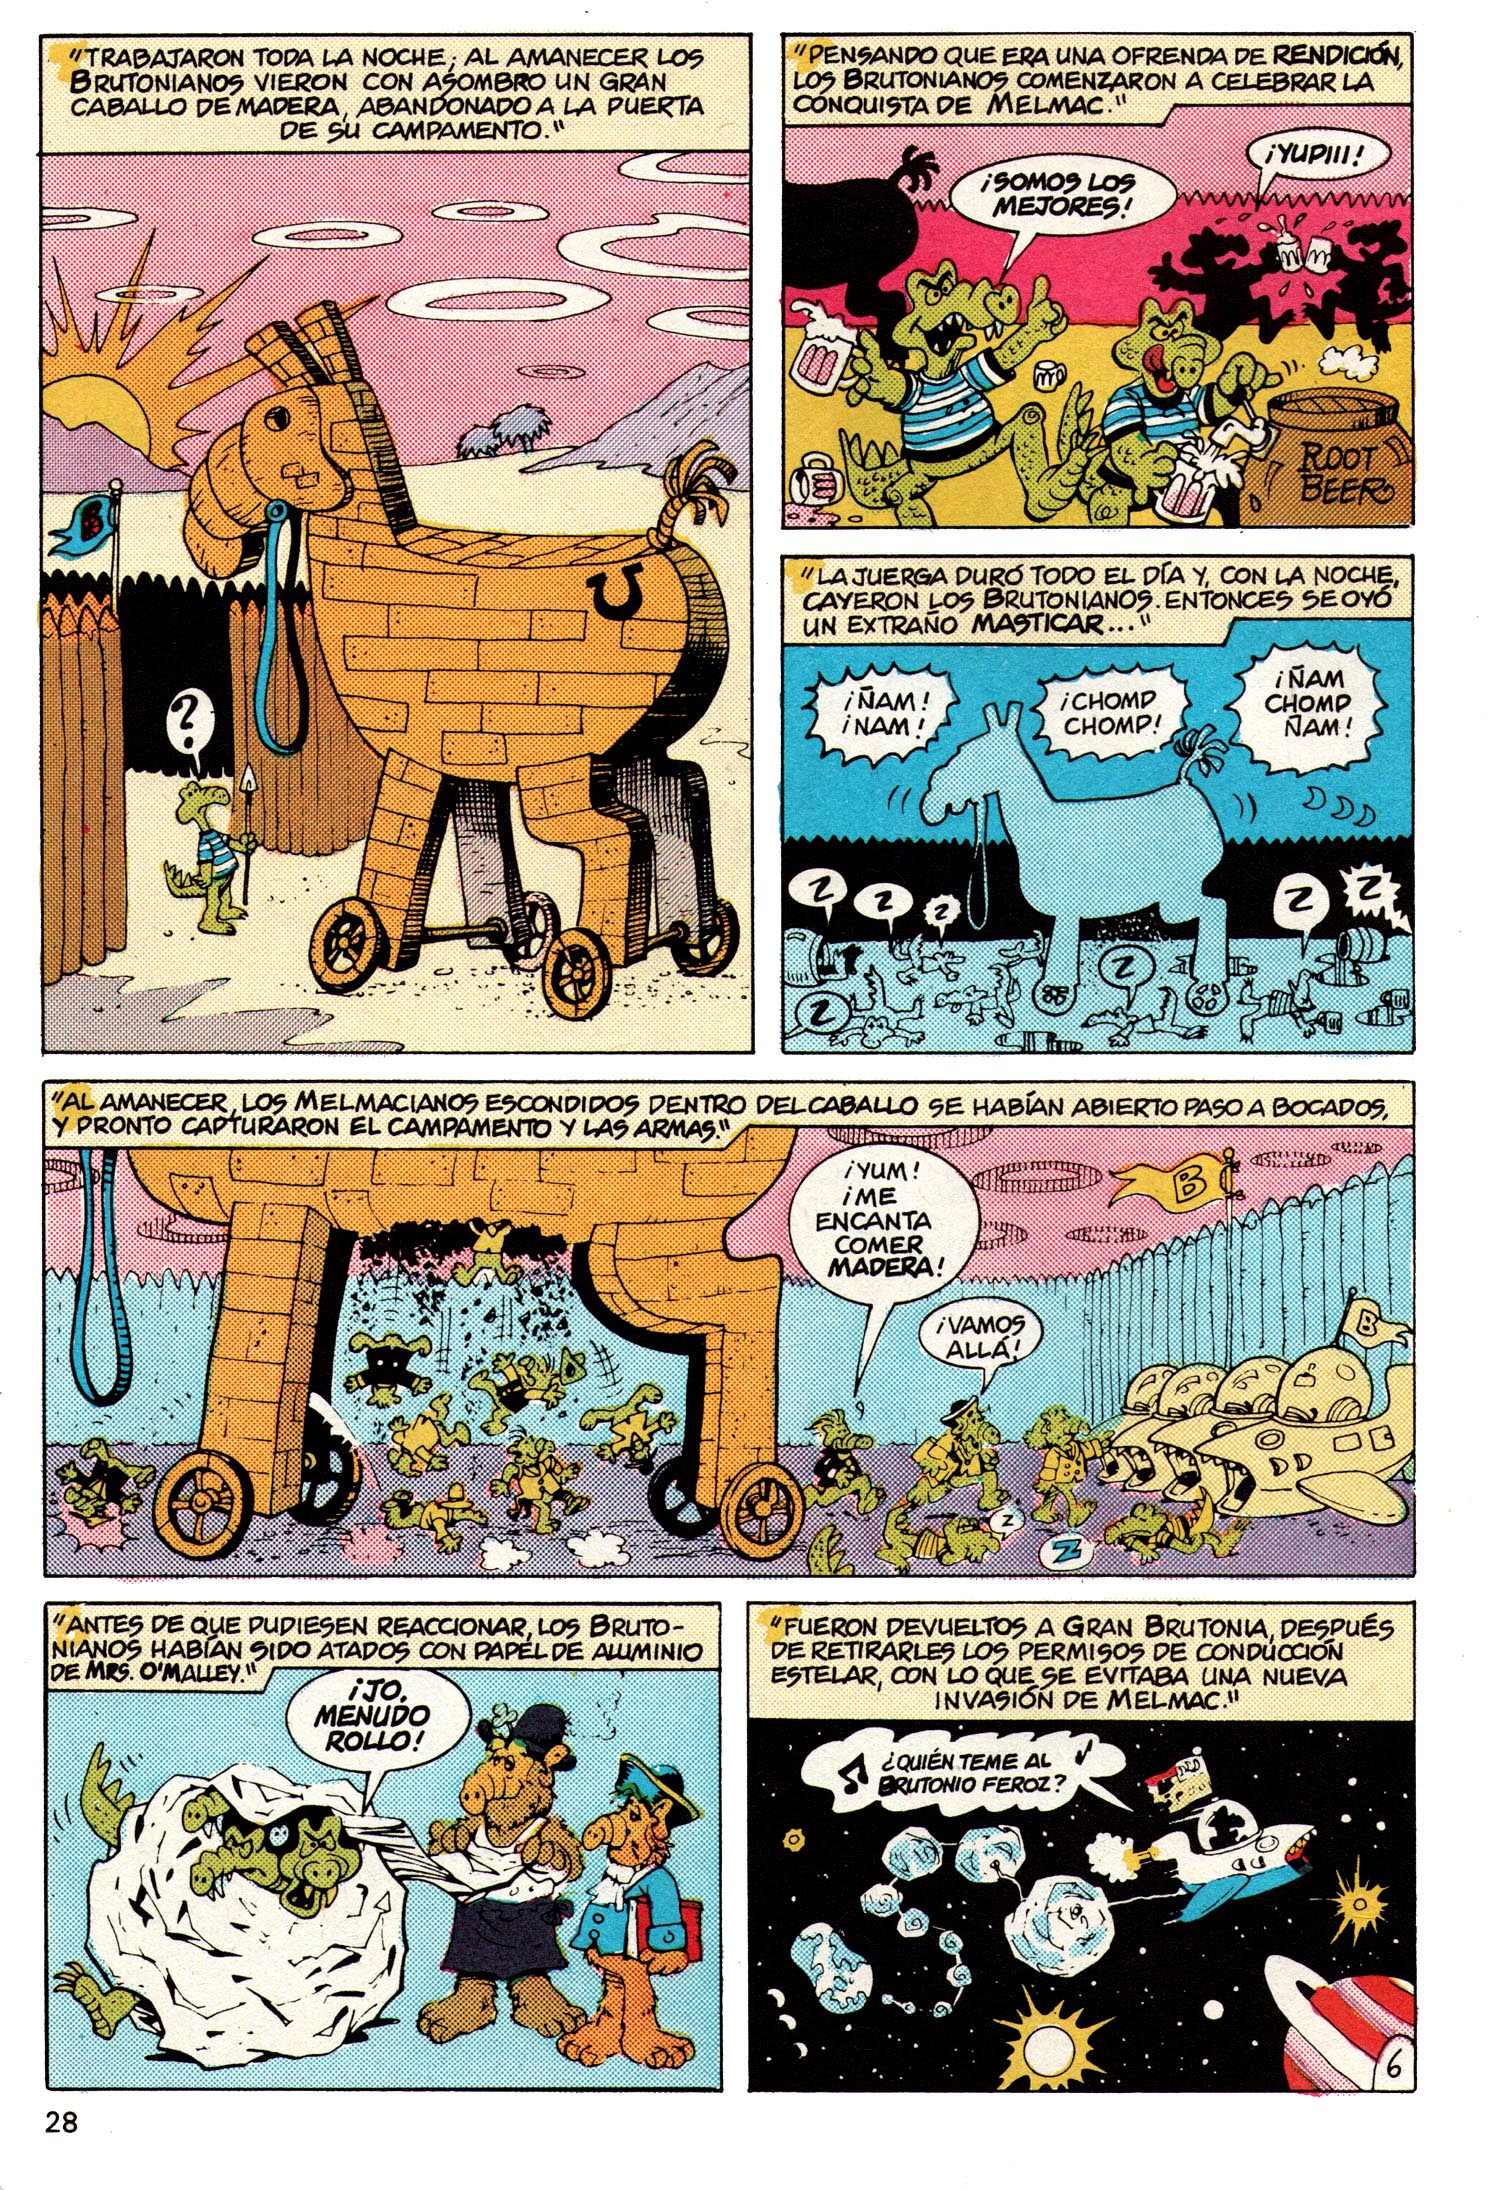 "TRABAJARON TODA LA NOCHE; AL AMANECER LOS
BRUTONIANOS VIERON CON ASOMBRO UN GRAN
CABALLO DE MADERA, ABANDONADO A LA PUERTA
DE SU CAMPAMENTO."
B
?
"PENSANDO QUE ERA UNA OFRENDA DE RENDICIÓN,
LOS BRUTONIANOS COMENZARON A CELEBRAR LA
CONQUISTA DE MELMAC."
¡SOMOS LOS
MEJORES!
¡YUPIII!
ROOT
BEER
"LA JUERGA DURÓ TODO EL DÍA Y, CON LA NOCHE,
CAYERON LOS BRUTONIANOS. ENTONCES SE OYÓ
UN EXTRAÑO MASTICAR..."
¡ÑAM!
¡NAM!
¡CHOMP
CHOMP!
¡ÑAM
CHOMP
ÑAM!
Z
Z
Z
Z
Z
Z
Z
"AL AMANECER, LOS MELMACIANOS ESCONDIDOS DENTRO DEL CABALLO SE HABÍAN ABIERTO PASO A BOCADOS,
Y PRONTO CAPTURARON EL CAMPAMENTO Y LAS ARMAS."
¡YUM!
¡ME
ENCANTA
COMER
MADERA!
¡VAMOS
ALLÁ!
B
B
Z
Z
"ANTES DE QUE PUDIESEN REACCIONAR, LOS BRUTO-
NIANOS HABÍAN SIDO ATADOS CON PAPEL DE ALUMINIO
DE MRS. O'MALLEY."
¡JO,
MENUDO
ROLLO!
"FUERON DEVUELTOS A GRAN BRUTONIA, DESPUÉS
DE RETIRARLES LOS PERMISOS DE CONDUCCIÓN
ESTELAR, CON LO QUE SE EVITABA UNA NUEVA
INVASIÓN DE MELMAC."
¿QUIÉN TEME AL
BRUTONIO FEROZ?
6
28